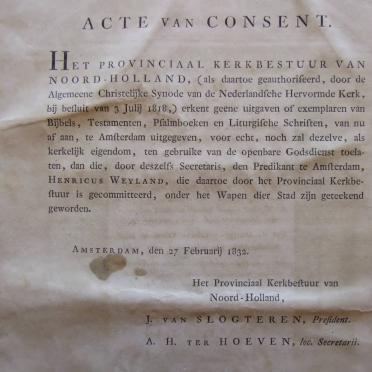 ACTE VAN CONSENT.
HET PROVINCIAAL KERKBESTUUR VAN
NOORD-HOLLAND, (als daartoe geauthoriseerd, door de
Algemeene Christelijke Synode van de Nederlandsche Hervormde Kerk,
bij besluit van 3 Julij 1818,) erkent geene uitgaven of exemplaren van
Bijbels, Testamenten, Psalmboeken en Liturgische Schriften, van nu
af aan, te Amsterdam uitgegeven, voor echt, noch zal dezelve, als
kerkelijk eigendom, ten gebruike van de openbare Godsdienst toela-
ten, dan die, door deszelfs Secretaris, den Predikant te Amsterdam,
HENRICUS WEYLAND, die daartoe door het Provinciaal Kerkbe-
stuur is gecommitteerd, onder het Wapen dier Stad zijn geteekend
geworden.
AMSTERDAM, den 27 Februarij 1832.
Het Provinciaal Kerkbestuur van
Noord-Holland,
J. VAN SLOGTEREN, President.
A. H. TER HOEVEN, loc. Secretarii.